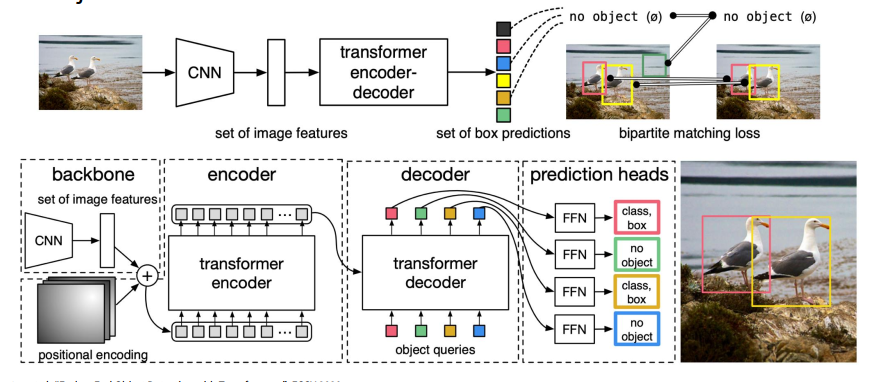 no object (ø) no object (ø)
CNN
transformer
encoder-
decoder
set of image features
set of box predictions
bipartite matching loss
backbone
set of image features
CNN
+
positional encoding
encoder
...
transformer
encoder
...
decoder
transformer
decoder
object queries
prediction heads
FFN
class,
box
FFN
no
object
FFN
class,
box
FFN
no
object